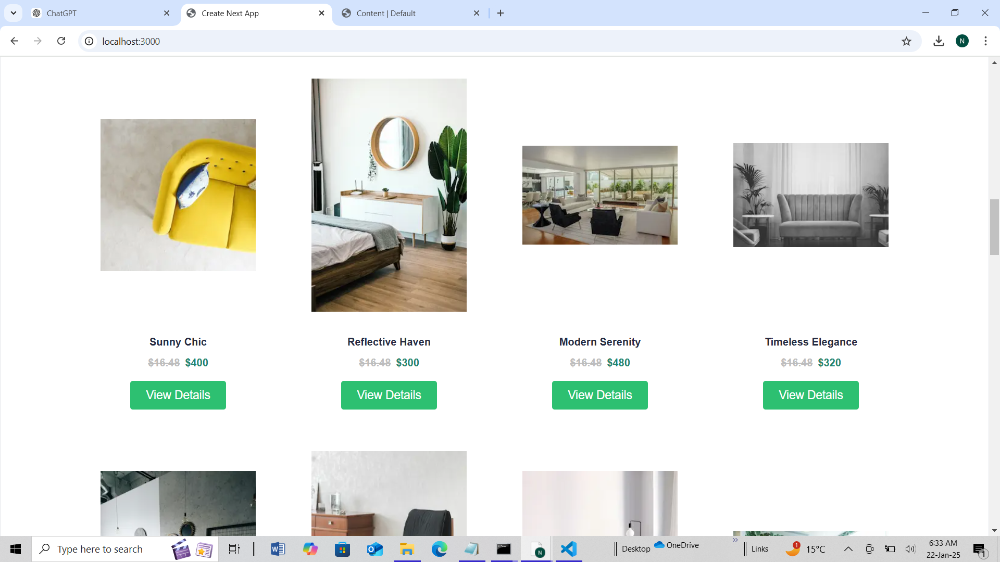 ChatGPT
Create Next App
Content | Default
localhost:3000
N
Sunny Chic
Reflective Haven
Modern Serenity
Timeless Elegance
$16.48 $400
$16.48 $300
$16.48 $480
$16.48 $320
View Details
View Details
View Details
View Details
Type here to search
Desktop
OneDrive
Links
1
15°C
6:33 AM
22-Jan-25
1